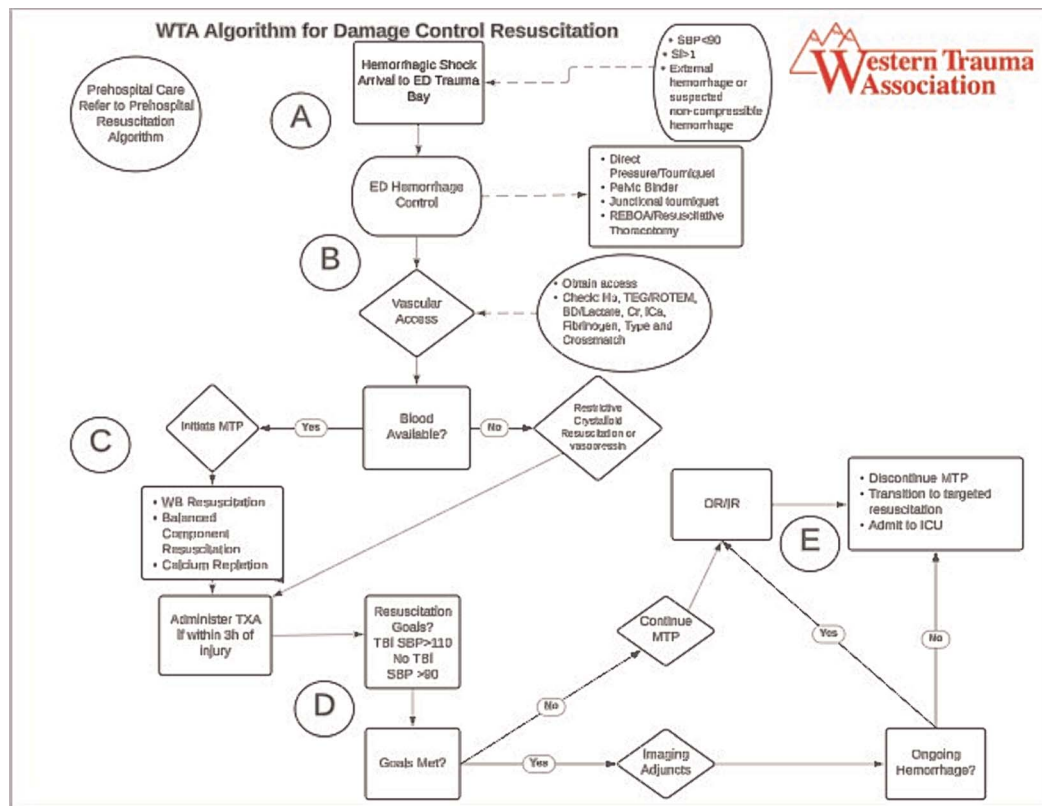 WTA Algorithm for Damage Control Resuscitation
Western Trauma
Association
Prehospital Care
Refer to Prehospital
Resuscitation
Algorithm
A
Hemorrhagic Shock
Arrival to ED Trauma
Bay
• SBP<90
• SI>1
• External
hemorrhage or
suspected
non-compressible
hemorrhage
ED Hemorrhage
Control
• Direct
Pressure/Tourniquet
• Pelvic Binder
• Junctional tourniquet
• REBOA/Resuscitative
Thoracotomy
B
Vascular
Access
• Obtain access
• Check: Hb, TEG/ROTEM,
BD/Lactate, Cr, ICa,
Fibrinogen, Type and
Crossmatch
C
Initiate MTP
Yes
Blood
Available?
No
Restrictive
Crystalloid
Resuscitation or
vasopressin
• WB Resuscitation
• Balanced
Component
Resuscitation
• Calcium Repletion
Administer TXA
if within 3h of
injury
Resuscitation
Goals?
TBI SBP>110
No TBI
SBP >90
D
Goals Met?
No
Yes
Continue
MTP
Imaging
Adjuncts
OR/IR
E
• Discontinue MTP
• Transition to targeted
resuscitation
• Admit to ICU
Yes
No
Ongoing
Hemorrhage?